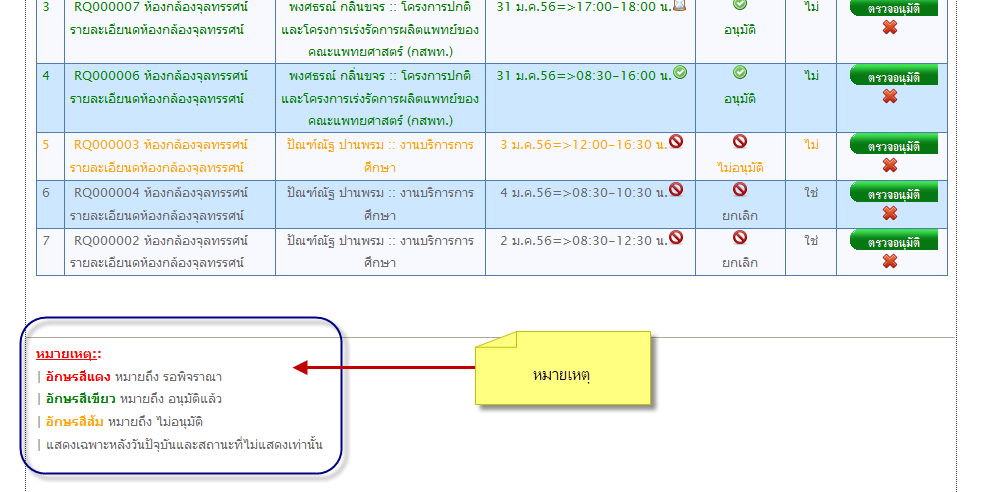 3 RQ000007 ห้องกล้องจุลทรรศน์ พงศธรณ์ กลิ่นขจร :: โครงการปกติ 31 ม.ค.56=>17:00-18:00 น. ไม่ ตรวจอนุมัติ
รายละเอียนดห้องกล้องจุลทรรศน์ และโครงการเร่งรัดการผลิตแพทย์ของ อนุมัติ
คณะแพทยศาสตร์ (กสพท.)
4 RQ000006 ห้องกล้องจุลทรรศน์ พงศธรณ์ กลิ่นขจร :: โครงการปกติ 31 ม.ค.56=>08:30-16:00 น. ไม่ ตรวจอนุมัติ
รายละเอียนดห้องกล้องจุลทรรศน์ และโครงการเร่งรัดการผลิตแพทย์ของ อนุมัติ
คณะแพทยศาสตร์ (กสพท.)
5 RQ000003 ห้องกล้องจุลทรรศน์ ปัณฑ์ณัฐ ปานพรม :: งานบริการการ 3 ม.ค.56=>12:00-16:30 น. ไม่ ตรวจอนุมัติ
รายละเอียนดห้องกล้องจุลทรรศน์ ศึกษา ไม่อนุมัติ
6 RQ000004 ห้องกล้องจุลทรรศน์ ปัณฑ์ณัฐ ปานพรม :: งานบริการการ 4 ม.ค.56=>08:30-10:30 น. ใช่ ตรวจอนุมัติ
รายละเอียนดห้องกล้องจุลทรรศน์ ศึกษา ยกเลิก
7 RQ000002 ห้องกล้องจุลทรรศน์ ปัณฑ์ณัฐ ปานพรม :: งานบริการการ 2 ม.ค.56=>08:30-12:30 น. ใช่ ตรวจอนุมัติ
รายละเอียนดห้องกล้องจุลทรรศน์ ศึกษา ยกเลิก
หมายเหตุ::
| อักษรสีแดง หมายถึง รอพิจราณา
| อักษรสีเขียว หมายถึง อนุมัติแล้ว
| อักษรสีส้ม หมายถึง ไม่อนุมัติ
| แสดงเฉพาะหลังวันปัจุบันและสถานะที่ไม่แสดงเท่านั้น
หมายเหตุ